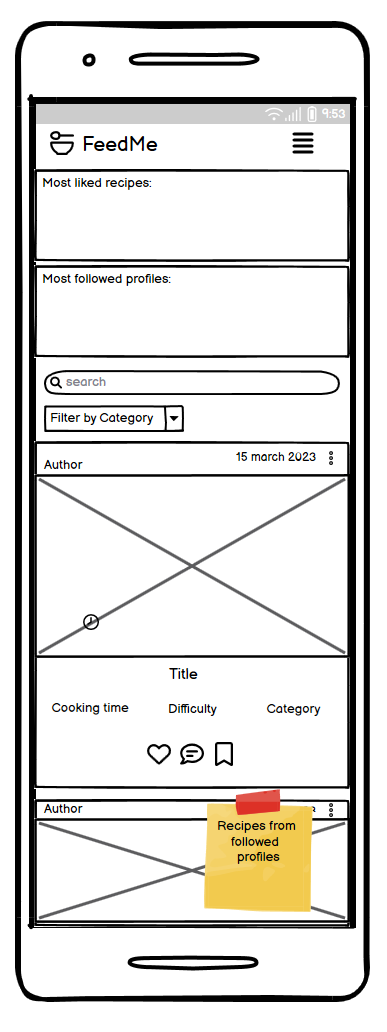 9:53
FeedMe
Most liked recipes:
Most followed profiles:
search
Filter by Category
15 march 2023
Author
Title
Cooking time Difficulty Category
Author
Recipes from
followed
profiles